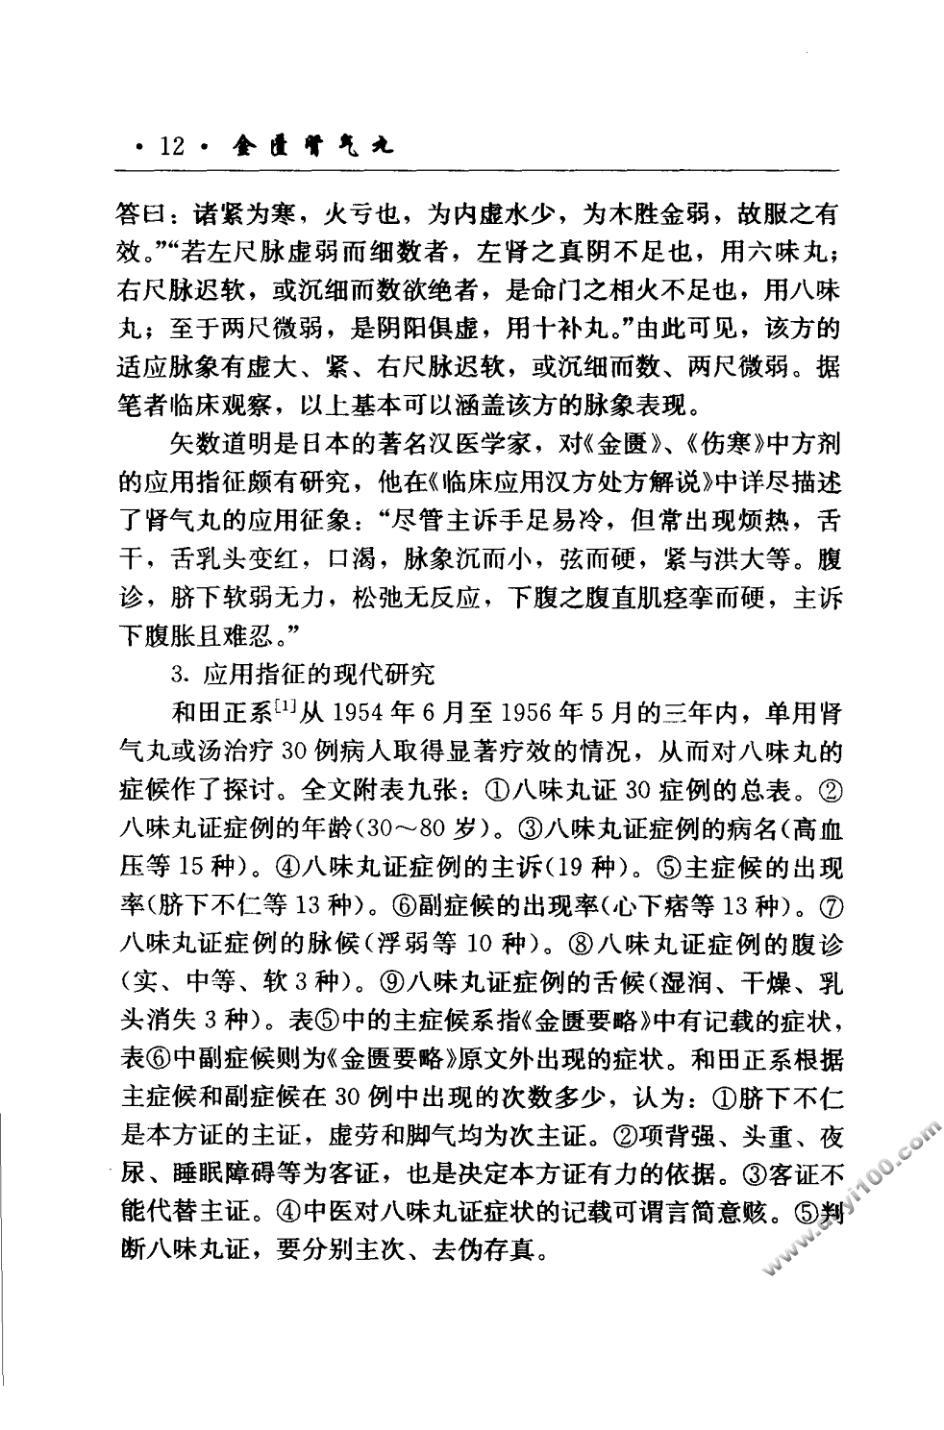 ·12· 金匮肾气丸
答曰：诸紧为寒，火亏也，为内虚水少，为木胜金弱，故服之有
效。”“若左尺脉虚弱而细数者，左肾之真阴不足也，用六味丸；
右尺脉迟软，或沉细而数欲绝者，是命门之相火不足也，用八味
丸；至于两尺微弱，是阴阳俱虚，用十补丸。”由此可见，该方的
适应脉象有虚大、紧、右尺脉迟软，或沉细而数、两尺微弱。据
笔者临床观察，以上基本可以涵盖该方的脉象表现。
矢数道明是日本的著名汉医学家，对《金匮》、《伤寒》中方剂
的应用指征颇有研究，他在《临床应用汉方处方解说》中详尽描述
了肾气丸的应用征象：“尽管主诉手足易冷，但常出现烦热，舌
干，舌乳头变红，口渴，脉象沉而小，弦而硬，紧与洪大等。腹
诊，脐下软弱无力，松弛无反应，下腹之腹直肌痉挛而硬，主诉
下腹胀且难忍。”
3. 应用指征的现代研究
和田正系[1]从 1954 年 6 月至 1956 年 5 月的三年内，单用肾
气丸或汤治疗 30 例病人取得显著疗效的情况，从而对八味丸的
症候作了探讨。全文附表九张：①八味丸证 30 症例的总表。②
八味丸证症例的年龄(30～80 岁)。③八味丸证症例的病名(高血
压等 15 种)。④八味丸证症例的主诉(19 种)。⑤主症候的出现
率(脐下不仁等 13 种)。⑥副症候的出现率(心下痞等 13 种)。⑦
八味丸证症例的脉候(浮弱等 10 种)。⑧八味丸证症例的腹诊
(实、中等、软 3 种)。⑨八味丸证症例的舌候(湿润、干燥、乳
头消失 3 种)。表⑤中的主症候系指《金匮要略》中有记载的症状，
表⑥中副症候则为《金匮要略》原文外出现的症状。和田正系根据
主症候和副症候在 30 例中出现的次数多少，认为：①脐下不仁
是本方证的主证，虚劳和脚气均为次主证。②项背强、头重、夜
尿、睡眠障碍等为客证，也是决定本方证有力的依据。③客证不
能代替主证。④中医对八味丸证症状的记载可谓言简意赅。⑤判
断八味丸证，要分别主次、去伪存真。